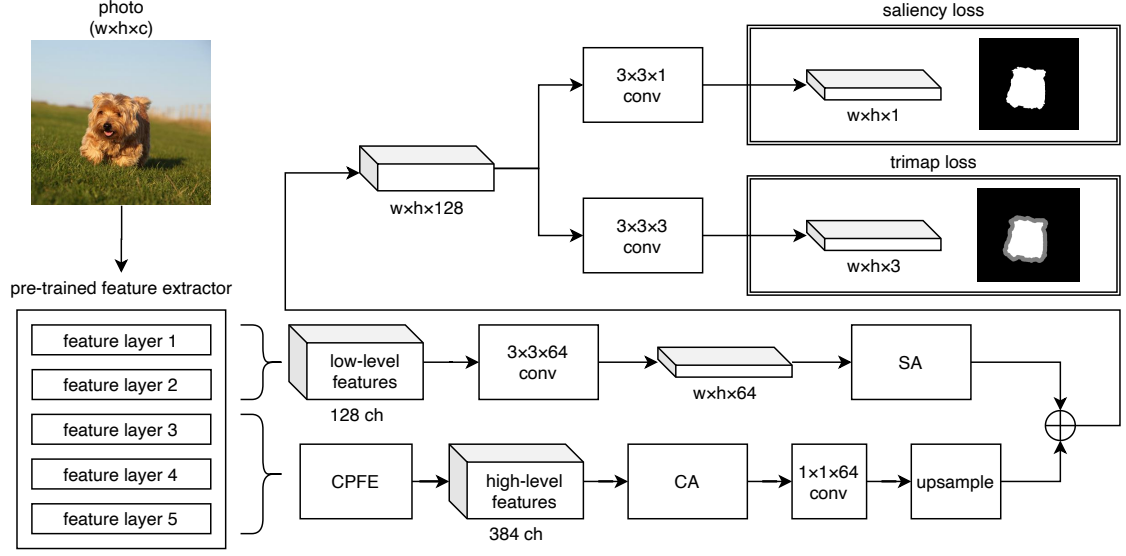 photo
(w×h×c)
pre-trained feature extractor
feature layer 1
feature layer 2
feature layer 3
feature layer 4
feature layer 5
saliency loss
3×3×1
conv
w×h×1
w×h×128
trimap loss
3×3×3
conv
w×h×3
low-level
features
128 ch
3×3×64
conv
w×h×64
SA
CPFE
high-level
features
384 ch
CA
1×1×64
conv
upsample